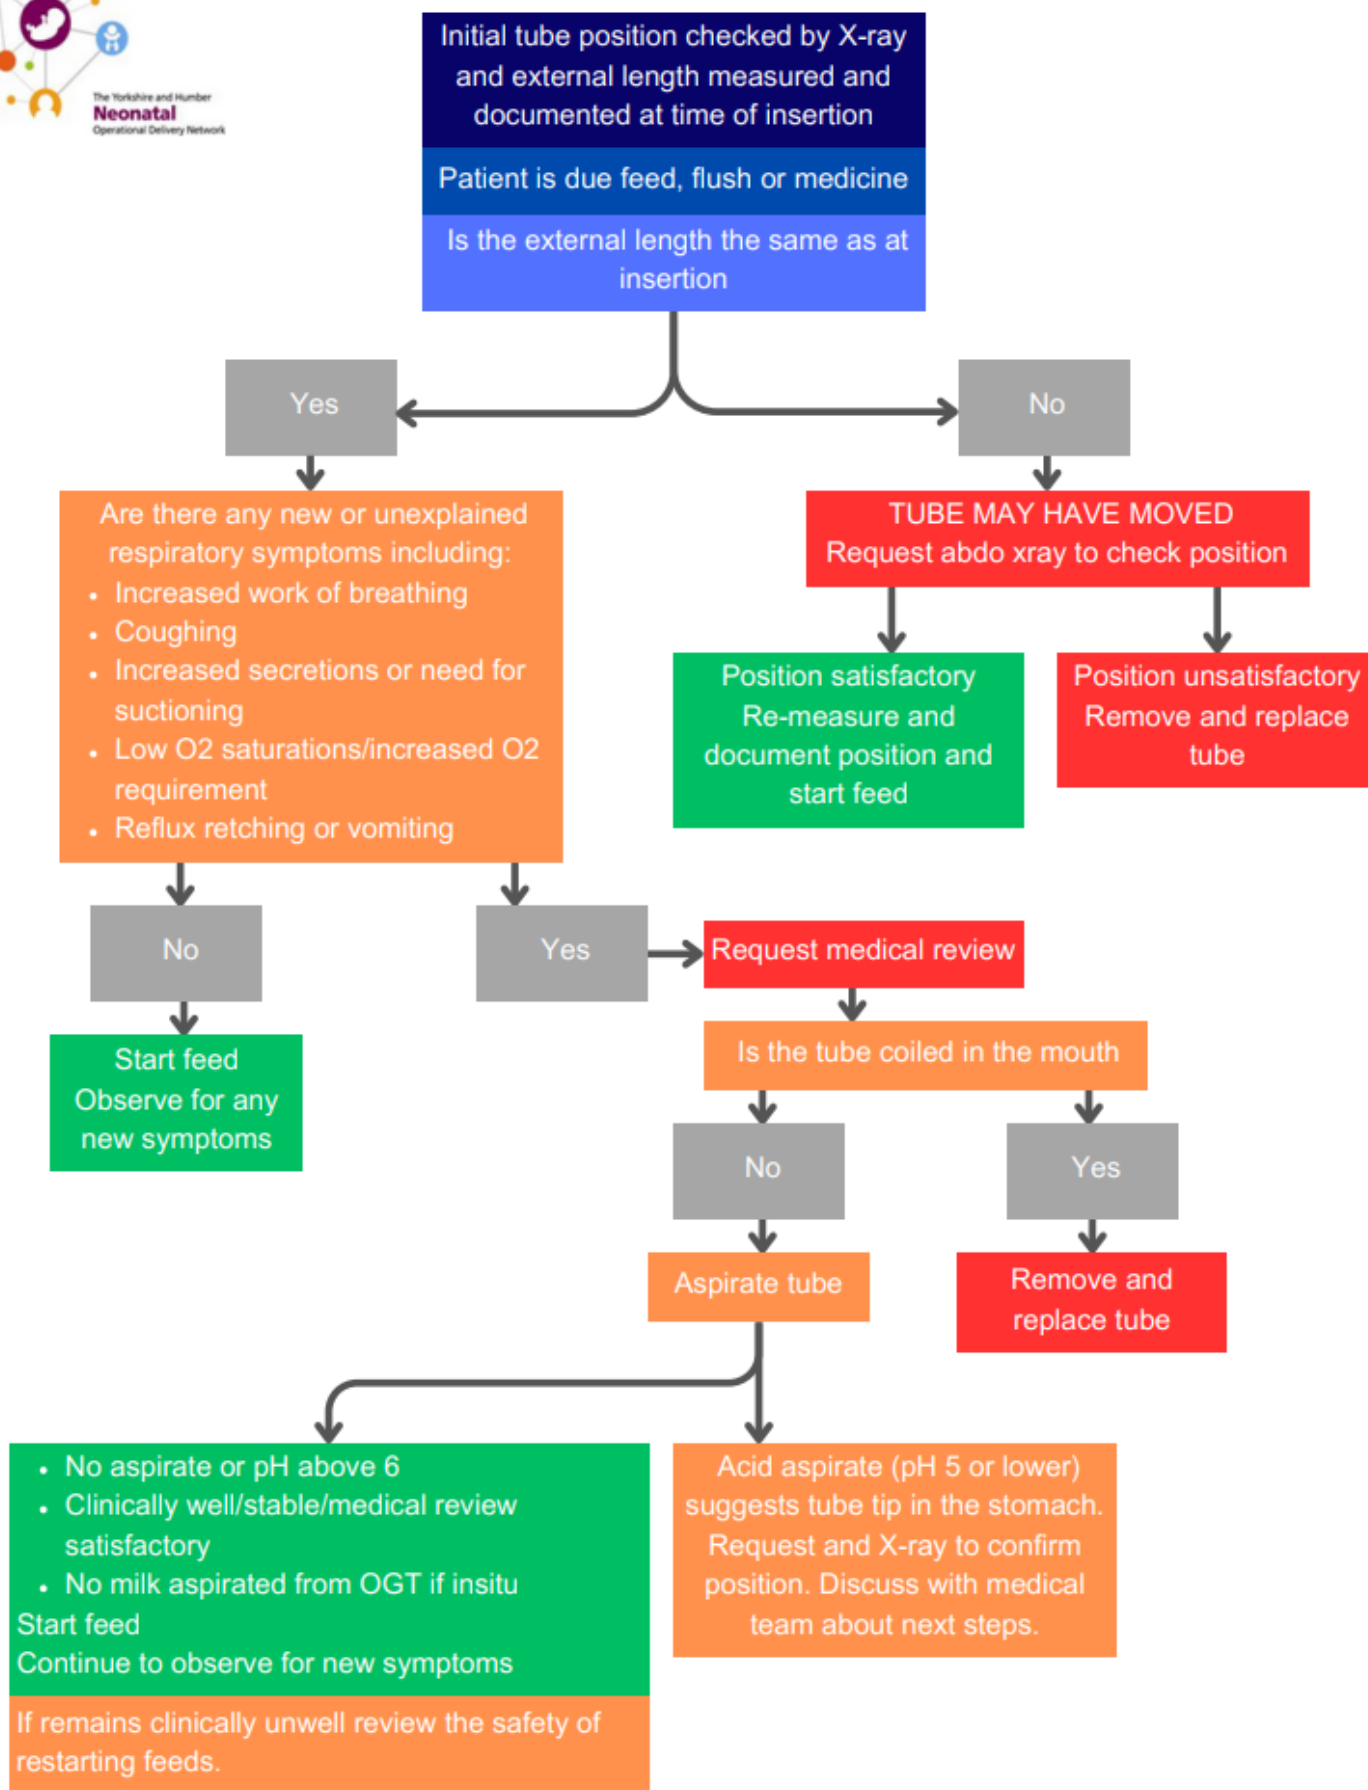 The Yorkshire and Humber
Neonatal
Operational Delivery Network
Initial tube position checked by X-ray
and external length measured and
documented at time of insertion
Patient is due feed, flush or medicine
Is the external length the same as at
insertion
Yes
No
Are there any new or unexplained
respiratory symptoms including:
• Increased work of breathing
• Coughing
• Increased secretions or need for
suctioning
• Low O2 saturations/increased O2
requirement
• Reflux retching or vomiting
TUBE MAY HAVE MOVED
Request abdo xray to check position
Position satisfactory
Re-measure and
document position and
start feed
Position unsatisfactory
Remove and replace
tube
No
Yes
Request medical review
Start feed
Observe for any
new symptoms
Is the tube coiled in the mouth
No
Yes
Aspirate tube
Remove and
replace tube
• No aspirate or pH above 6
• Clinically well/stable/medical review
satisfactory
• No milk aspirated from OGT if insitu
Start feed
Continue to observe for new symptoms
If remains clinically unwell review the safety of
restarting feeds.
Acid aspirate (pH 5 or lower)
suggests tube tip in the stomach.
Request and X-ray to confirm
position. Discuss with medical
team about next steps.